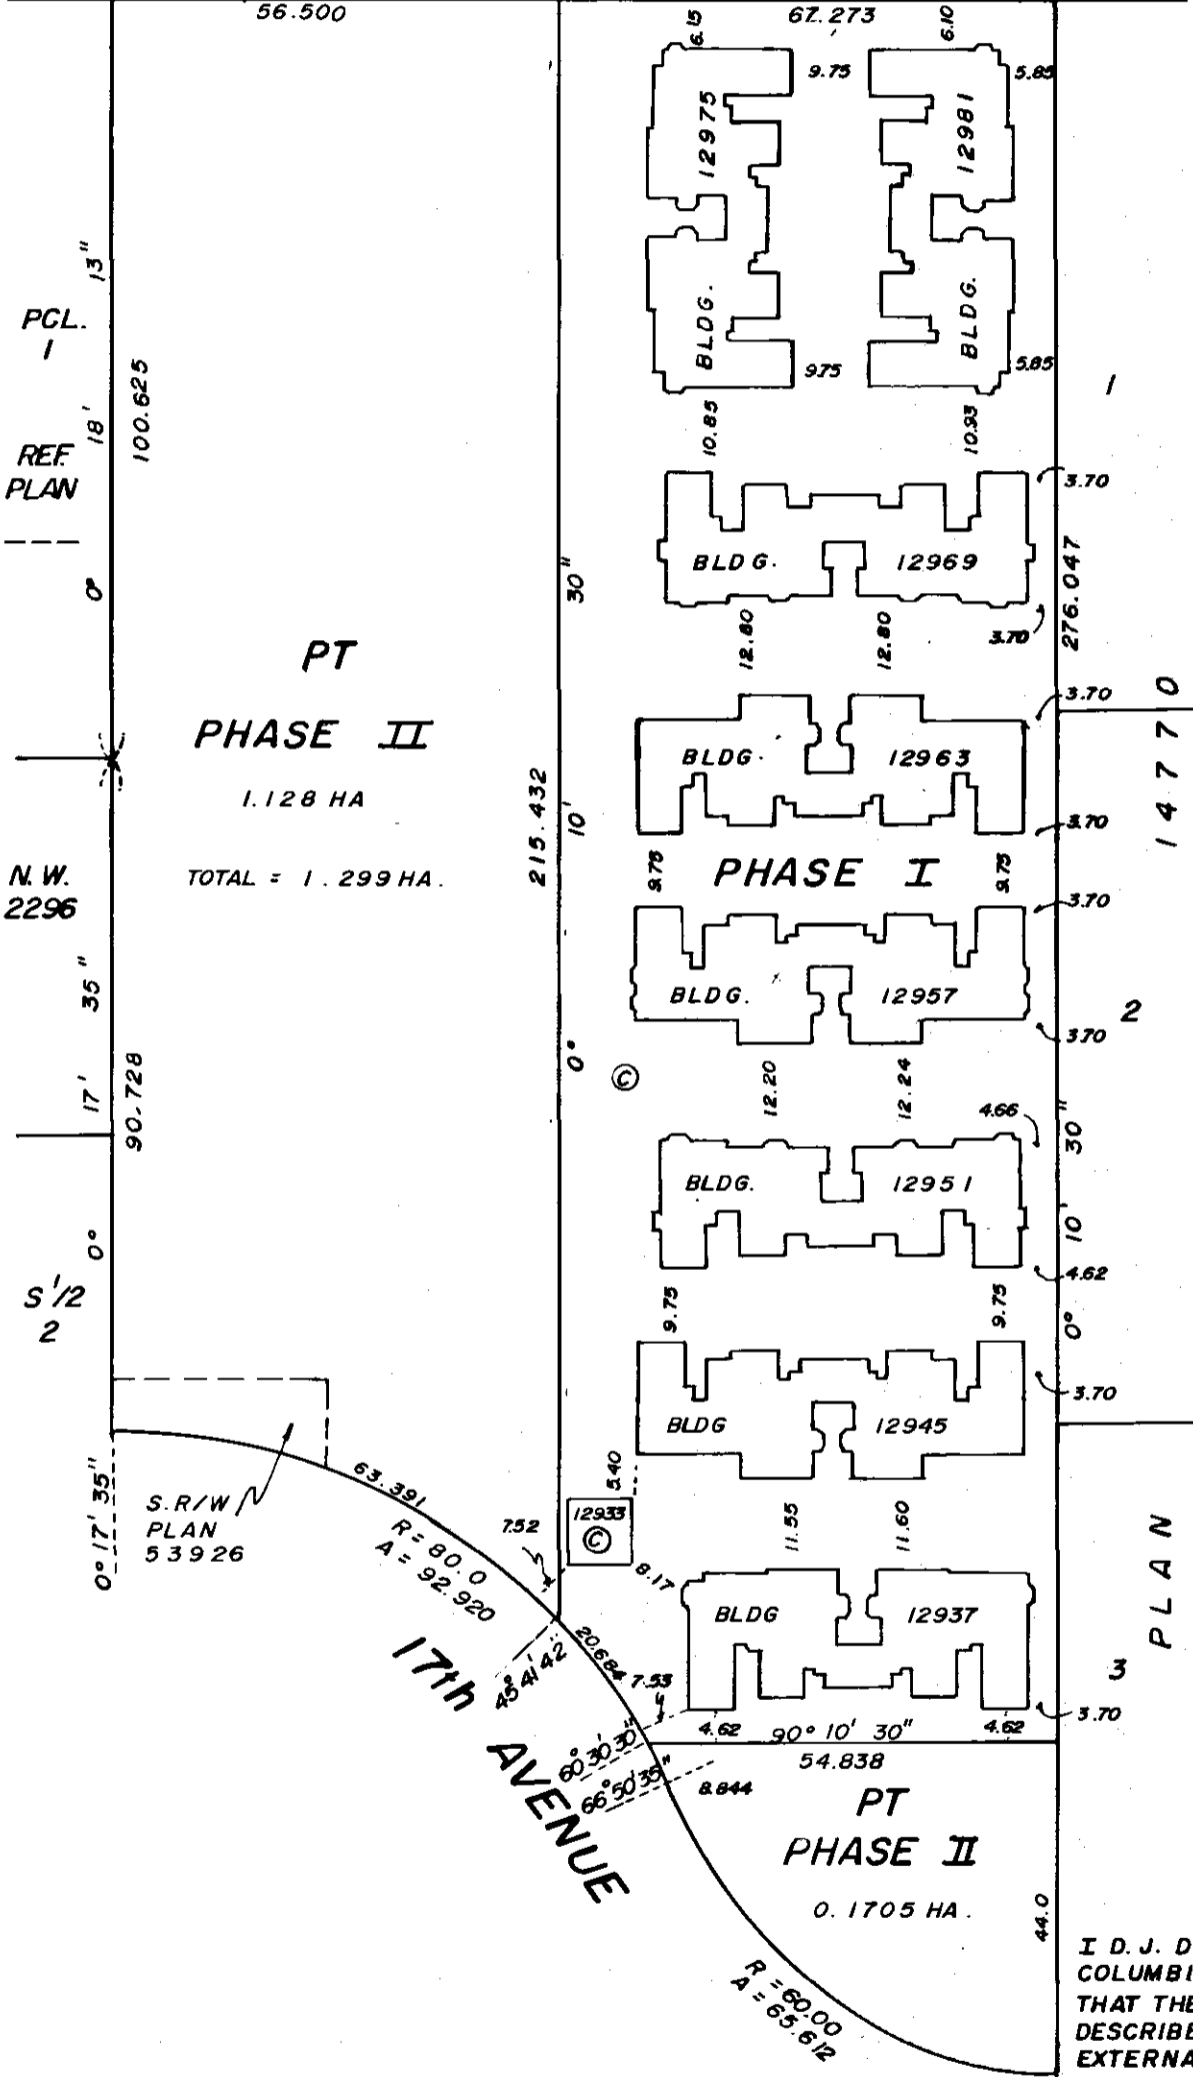 56.500
67.273
6.15
6.10
9.75
5.85
BLDG. 12975
BLDG. 12981
13"
PCL.
1
18'
100.625
REF.
PLAN
0°
9.75
5.85
1
10.85
10.93
3.70
BLDG. 12969
30"
276.047
3.70
12.80
12.80
PT
PHASE II
1.128 HA
TOTAL = 1.299 HA.
3.70
BLDG. 12963
14770
215.432
10'
3.70
N.W.
2296
9.75
PHASE I
9.75
3.70
35"
BLDG. 12957
2
3.70
17'
90.728
0°
©
12.20
12.24
4.66
30"
BLDG. 12951
10'
0°
4.62
S 1/2
2
9.75
9.75
0°
3.70
BLDG 12945
0° 17' 35"
63.391
S.R/W
PLAN
53926
R = 80.0
A = 92.920
5.40
12933
©
7.52
11.55
11.60
8.17
BLDG 12937
PLAN
17th AVENUE
45° 41' 42
20.684
7.53
3
3.70
4.62
90° 10' 30"
4.62
60° 30' 30"
54.838
66° 50' 35"
8.844
PT
PHASE II
0.1705 HA.
44.0
R = 60.00
A = 65.612
I D. J. D
COLUMBI
THAT THE
DESCRIBE
EXTERNA